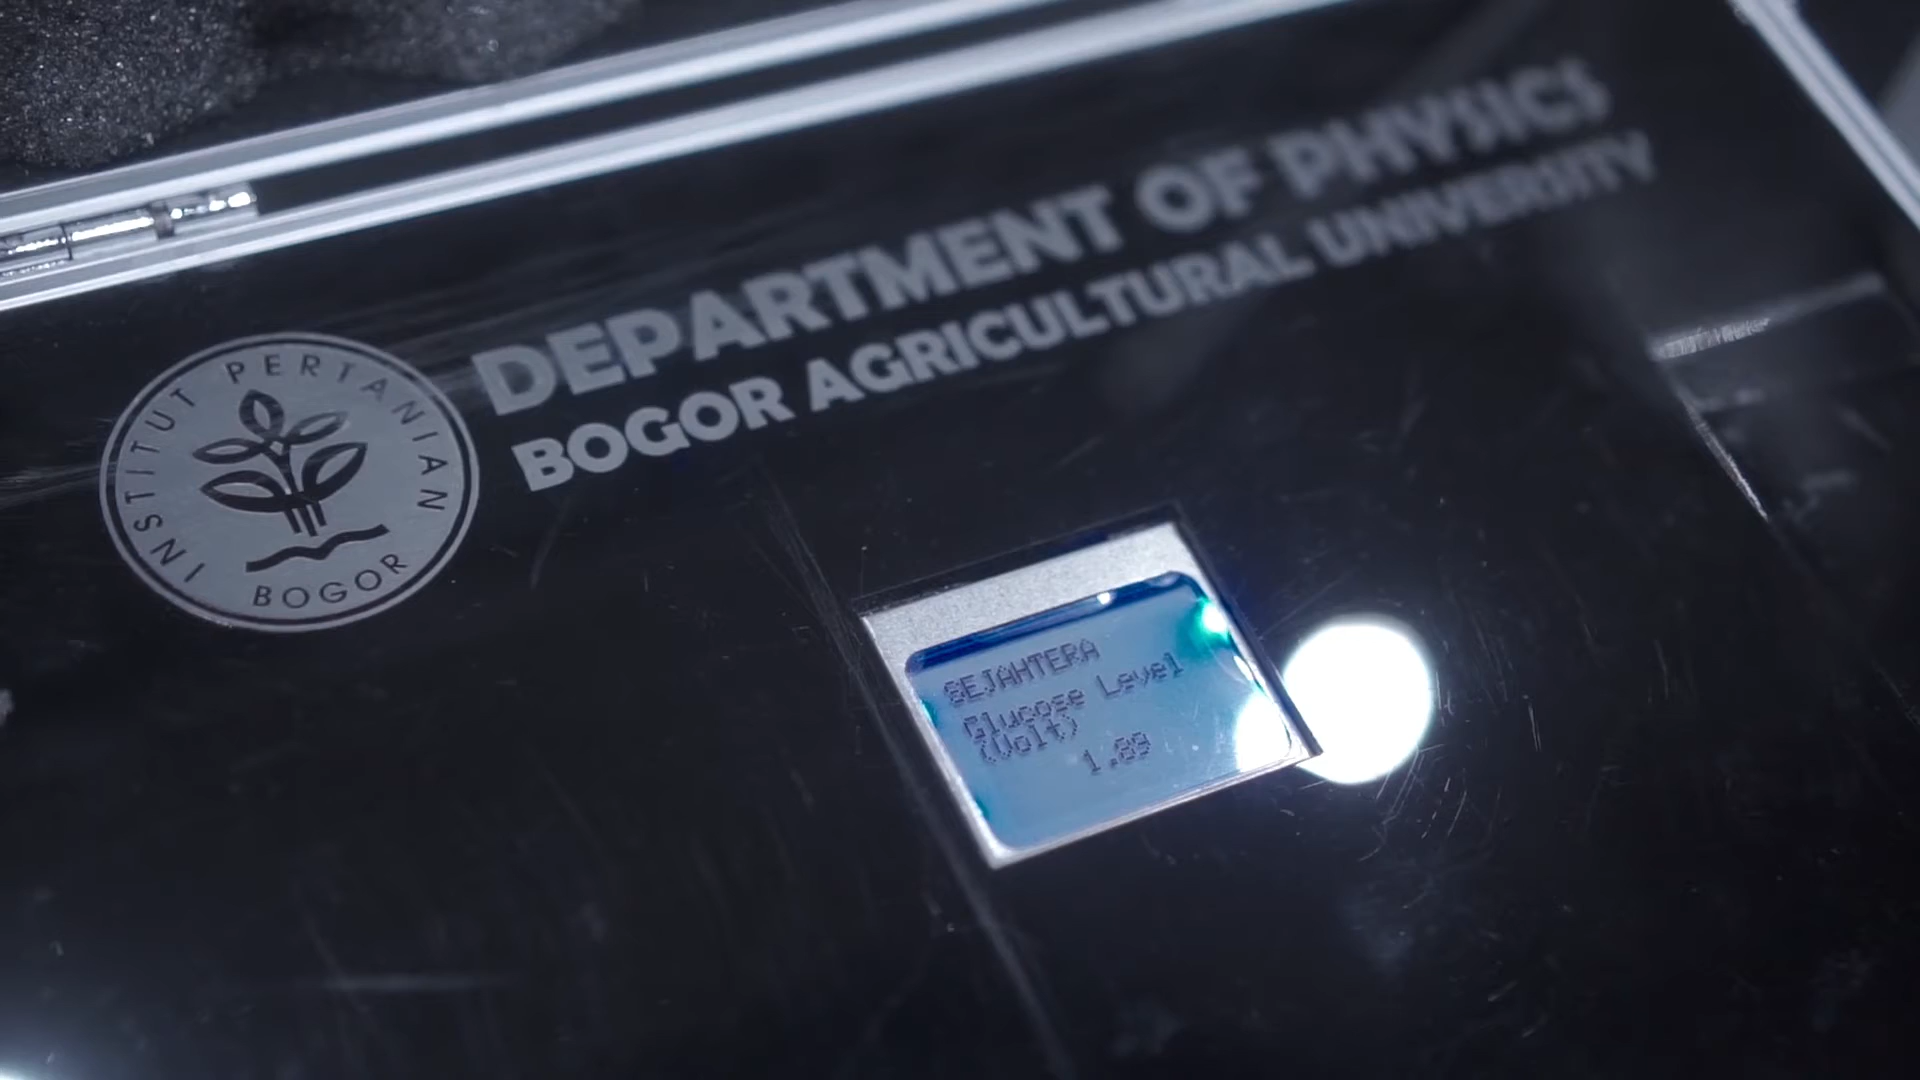 DEPARTMENT OF PHYSICS
BOGOR AGRICULTURAL UNIVERSITY
INSTITUT PERTANIAN
BOGOR
SEJAHTERA
Glucose Level
(Volt)
1.89